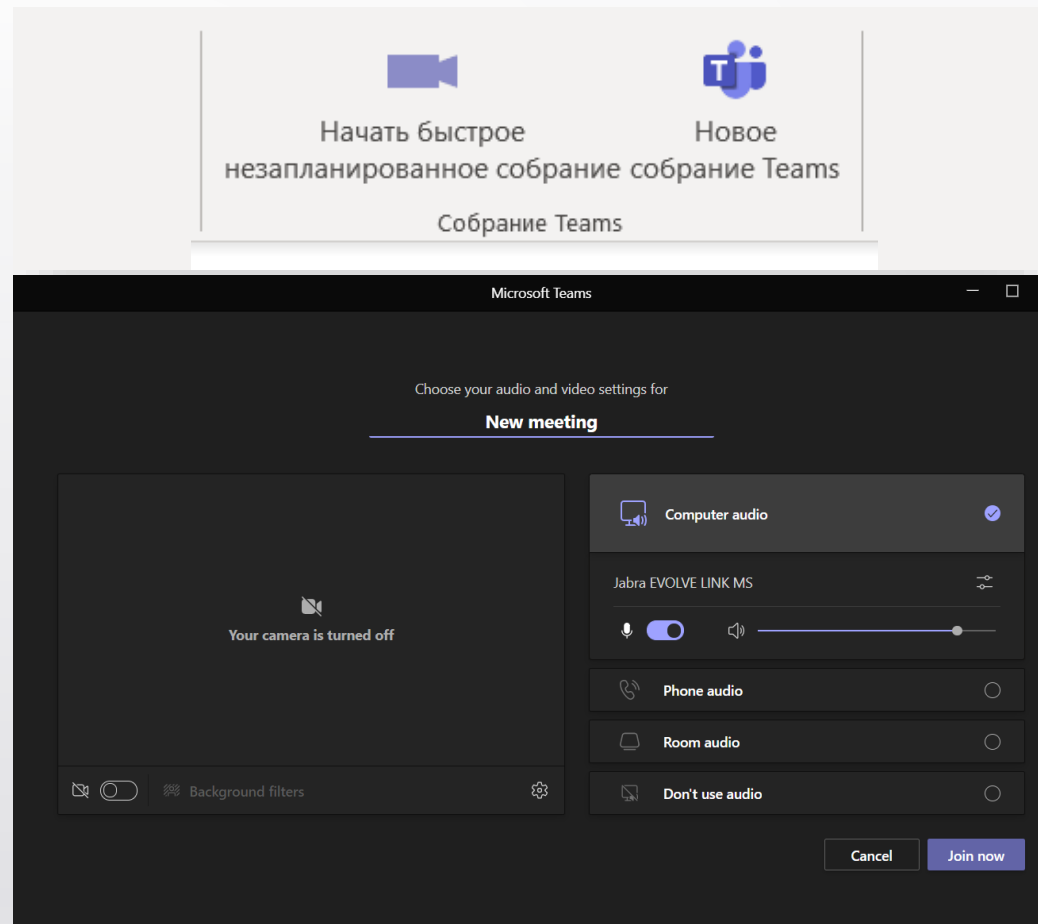 Начать быстрое
незапланированное собрание
Новое
собрание Teams
Собрание Teams
Microsoft Teams
Choose your audio and video settings for
New meeting
Your camera is turned off
Background filters
Computer audio
Jabra EVOLVE LINK MS
Phone audio
Room audio
Don't use audio
Cancel
Join now